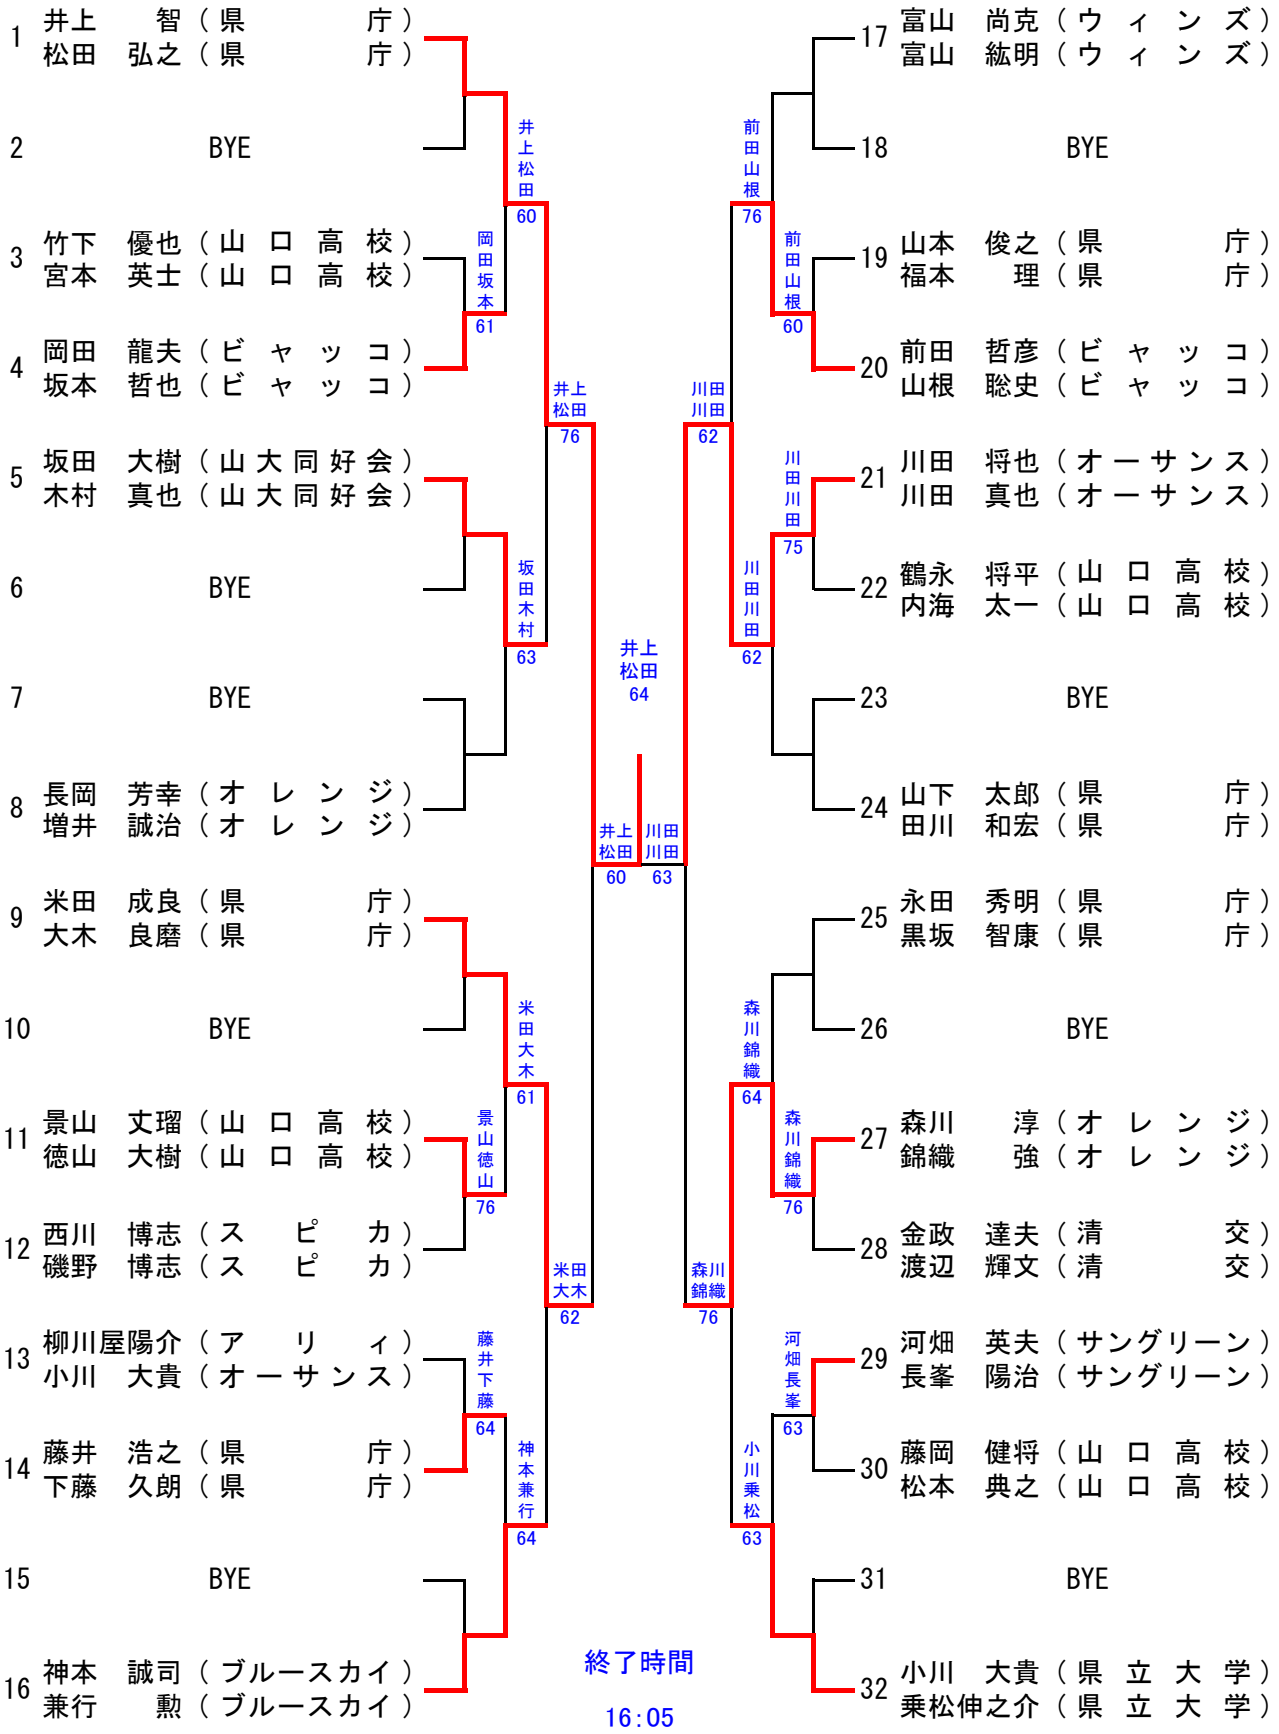 1 井上 智（県 庁）
松田 弘之（県 庁）
2 BYE
3 竹下 優也（山口高校）
宮本 英士（山口高校）
4 岡田 龍夫（ビャッコ）
坂本 哲也（ビャッコ）
5 坂田 大樹（山大同好会）
木村 真也（山大同好会）
6 BYE
7 BYE
8 長岡 芳幸（オレンジ）
増井 誠治（オレンジ）
9 米田 成良（県 庁）
大木 良磨（県 庁）
10 BYE
11 景山 丈瑠（山口高校）
徳山 大樹（山口高校）
12 西川 博志（スピカ）
磯野 博志（スピカ）
13 柳川屋陽介（アリィ）
小川 大貴（オーサンス）
14 藤井 浩之（県 庁）
下藤 久朗（県 庁）
15 BYE
16 神本 誠司（ブルースカイ）
兼行 勲（ブルースカイ）
岡田坂本
61
景山徳山
76
藤井下藤
64
井上松田
60
坂田木村
63
米田大木
61
神本兼行
64
井上
松田
76
米田
大木
62
井上
松田
60
井上
松田
64
川田
川田
63
川田
川田
62
森川
錦織
76
前田山根
76
川田川田
62
森川錦織
64
小川乗松
63
前田山根
60
川田川田
75
森川錦織
76
河畑長峯
63
17 富山 尚克（ウィンズ）
富山 紘明（ウィンズ）
18 BYE
19 山本 俊之（県 庁）
福本 理（県 庁）
20 前田 哲彦（ビャッコ）
山根 聡史（ビャッコ）
21 川田 将也（オーサンス）
川田 真也（オーサンス）
22 鶴永 将平（山口高校）
内海 太一（山口高校）
23 BYE
24 山下 太郎（県 庁）
田川 和宏（県 庁）
25 永田 秀明（県 庁）
黒坂 智康（県 庁）
26 BYE
27 森川 淳（オレンジ）
錦織 強（オレンジ）
28 金政 達夫（清 交）
渡辺 輝文（清 交）
29 河畑 英夫（サングリーン）
長峯 陽治（サングリーン）
30 藤岡 健将（山口高校）
松本 典之（山口高校）
31 BYE
32 小川 大貴（県立大学）
乗松伸之介（県立大学）
終了時間
16:05